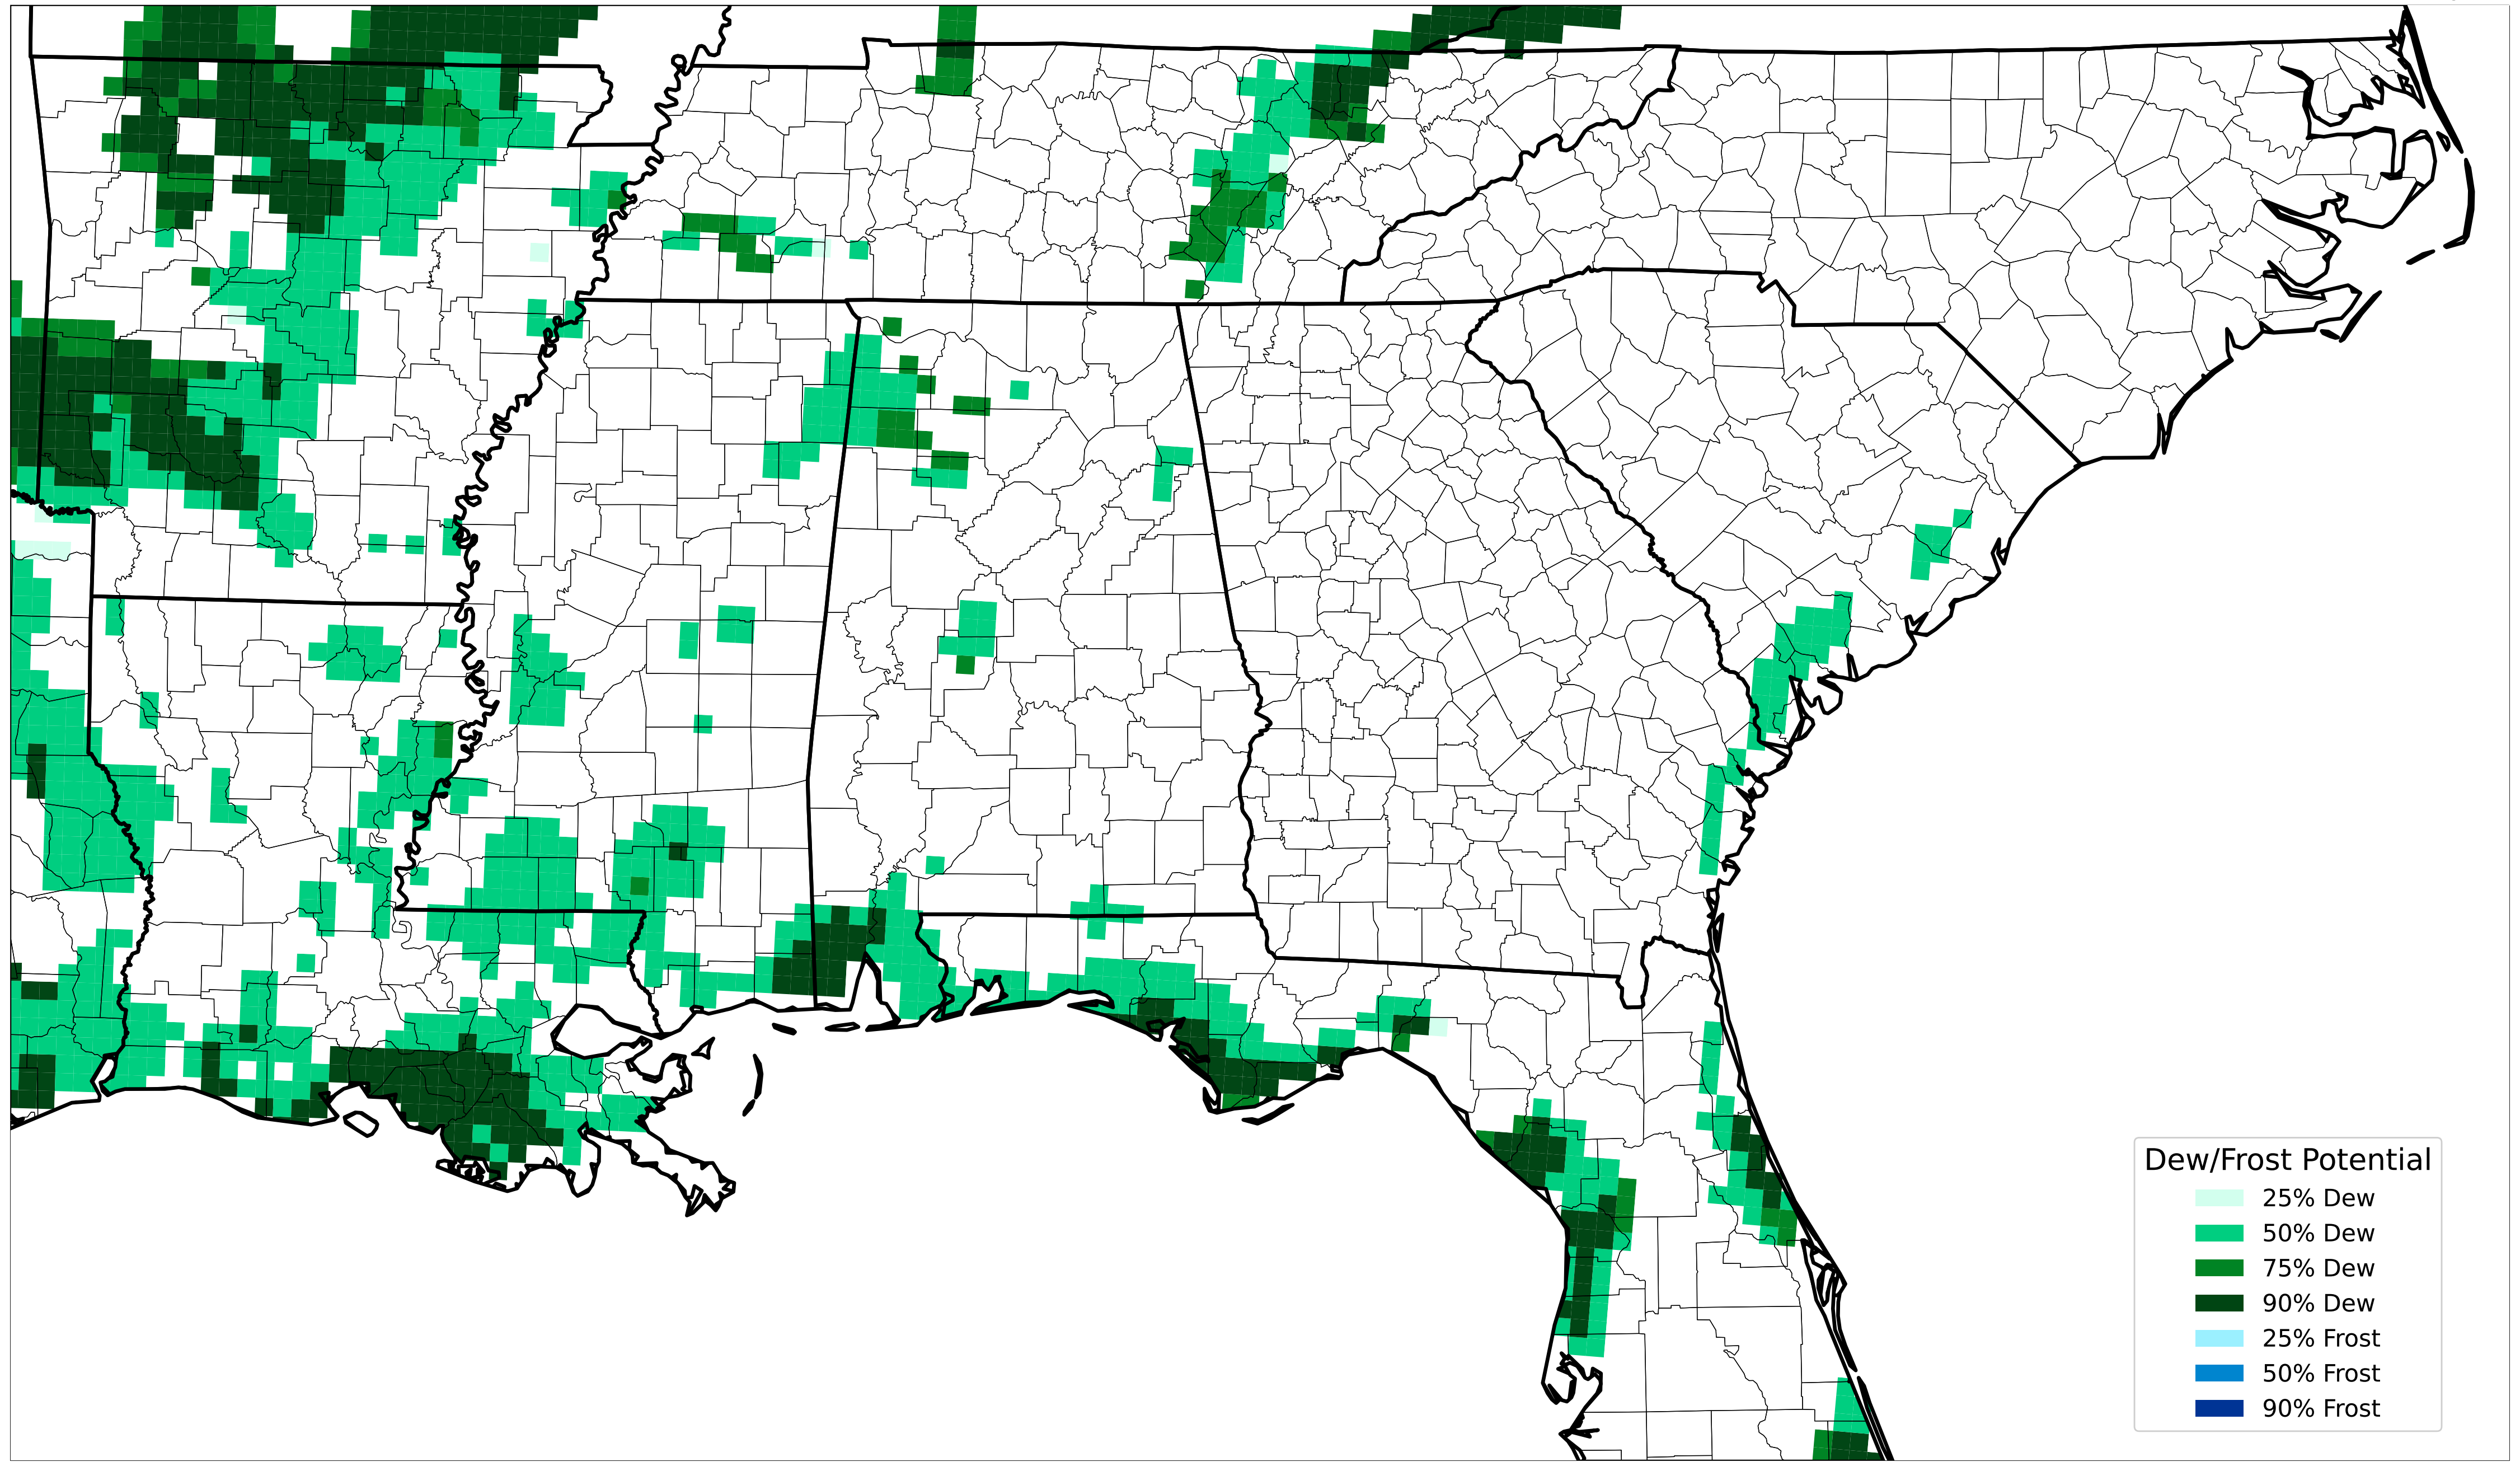 Dew/Frost Potential
25% Dew
50% Dew
75% Dew
90% Dew
25% Frost
50% Frost
90% Frost